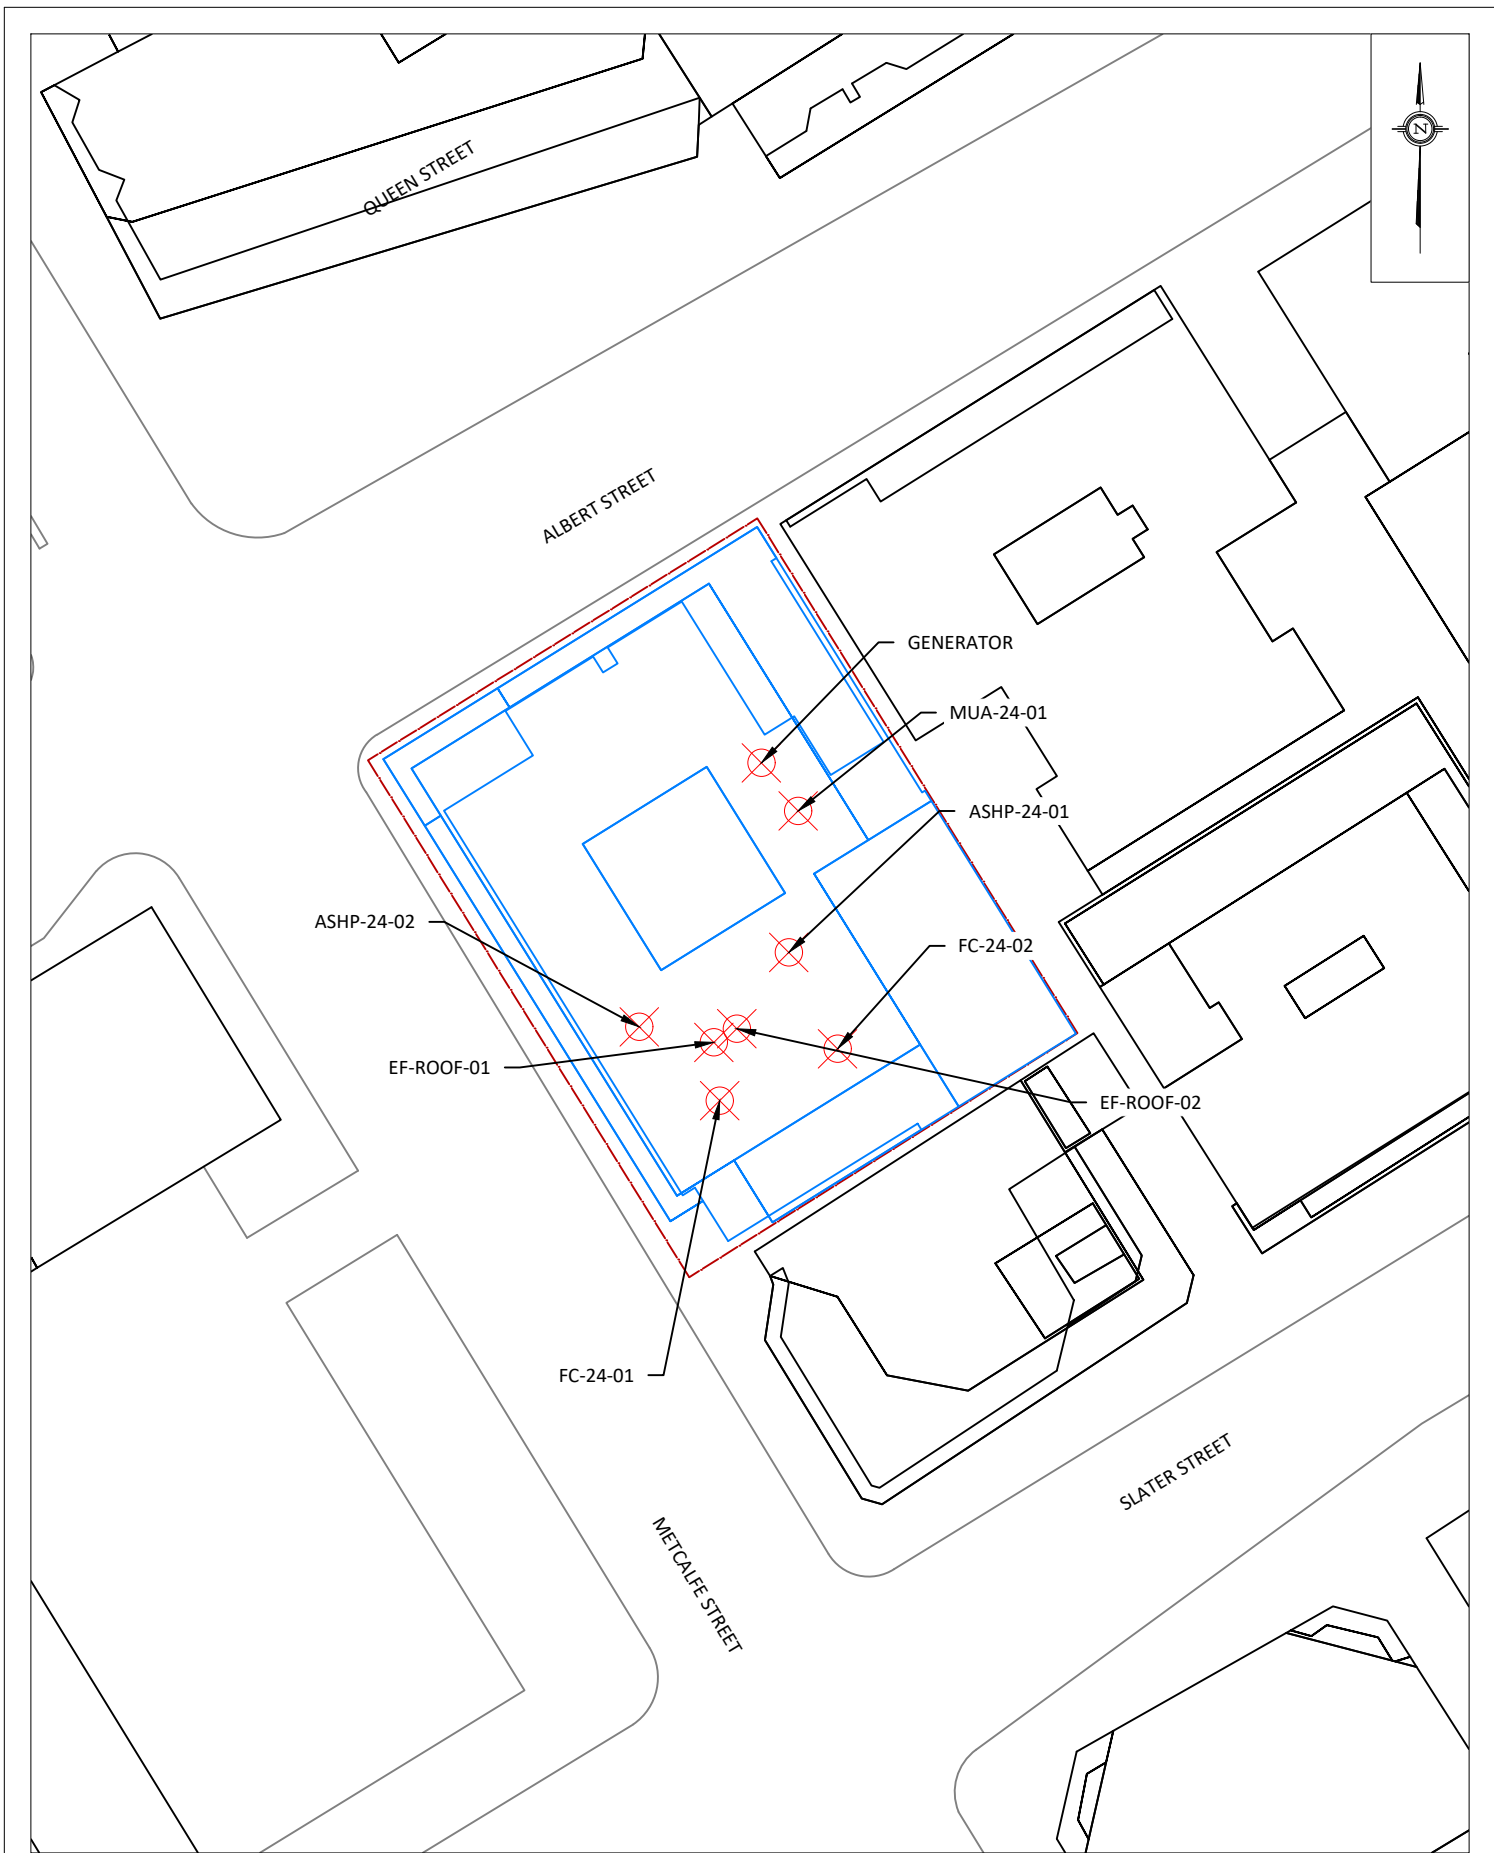 N
QUEEN STREET
ALBERT STREET
GENERATOR
MUA-24-01
ASHP-24-01
ASHP-24-02
FC-24-02
EF-ROOF-01
EF-ROOF-02
FC-24-01
SLATER STREET
METCALFE STREET